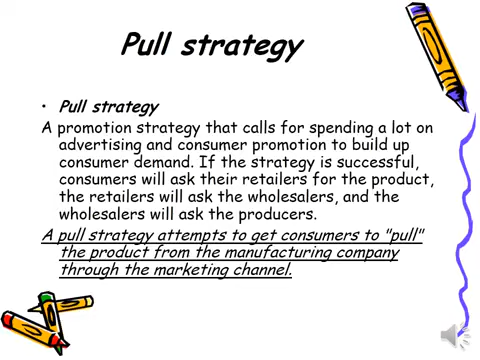 Pull strategy
• Pull strategy
A promotion strategy that calls for spending a lot on
advertising and consumer promotion to build up
consumer demand. If the strategy is successful,
consumers will ask their retailers for the product,
the retailers will ask the wholesalers, and the
wholesalers will ask the producers.
A pull strategy attempts to get consumers to "pull"
the product from the manufacturing company
through the marketing channel.